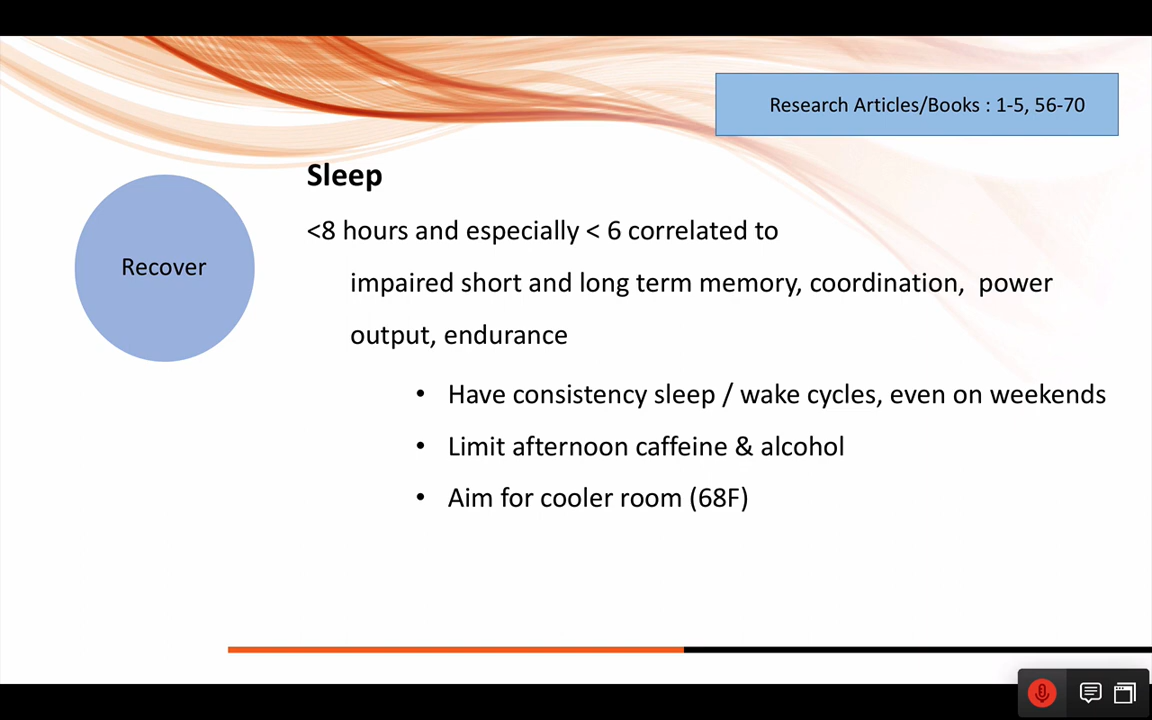 Research Articles/Books : 1-5, 56-70
Sleep
<8 hours and especially < 6 correlated to
impaired short and long term memory, coordination, power
output, endurance
Recover
• Have consistency sleep / wake cycles, even on weekends
• Limit afternoon caffeine & alcohol
• Aim for cooler room (68F)